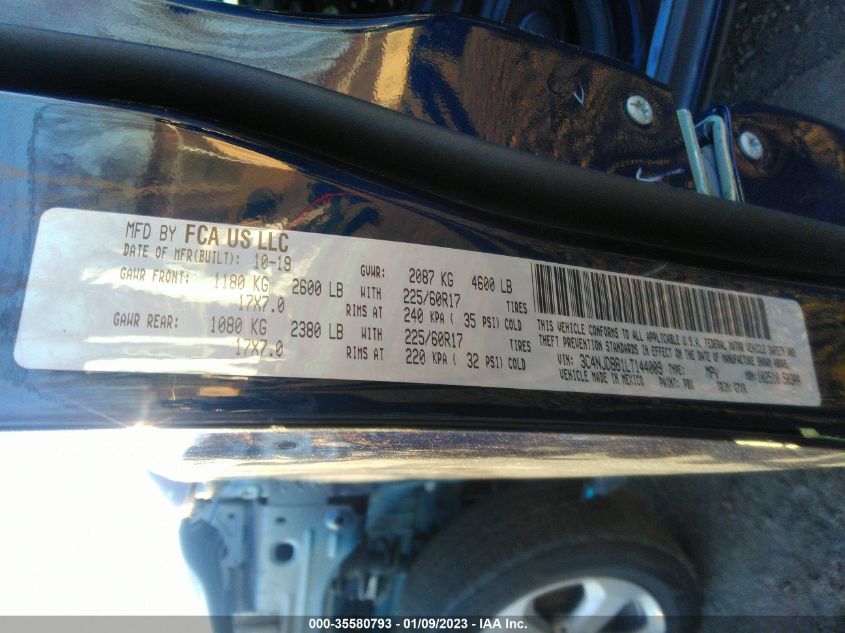 MFD BY FCA US LLC
DATE OF MFR(BUILT): 10-19
GVWR: 2087 KG 4600 LB
GAWR FRONT: 1180 KG 2600 LB WITH 225/60R17 TIRES
17X7.0 RIMS AT 240 KPA ( 35 PSI) COLD
GAWR REAR: 1080 KG 2380 LB WITH 225/60R17 TIRES
17X7.0 RIMS AT 220 KPA ( 32 PSI) COLD
THIS VEHICLE CONFORMS TO ALL APPLICABLE U.S.A. FEDERAL MOTOR VEHICLE SAFETY AND
THEFT PREVENTION STANDARDS IN EFFECT ON THE DATE OF MANUFACTURE SHOWN ABOVE.
VIN: 3C4NJDBB1LT144809 TYPE: MPV
MADE IN MEXICO PAINT: PBX TRIM:
000-35580793 - 01/09/2023 - IAA Inc.